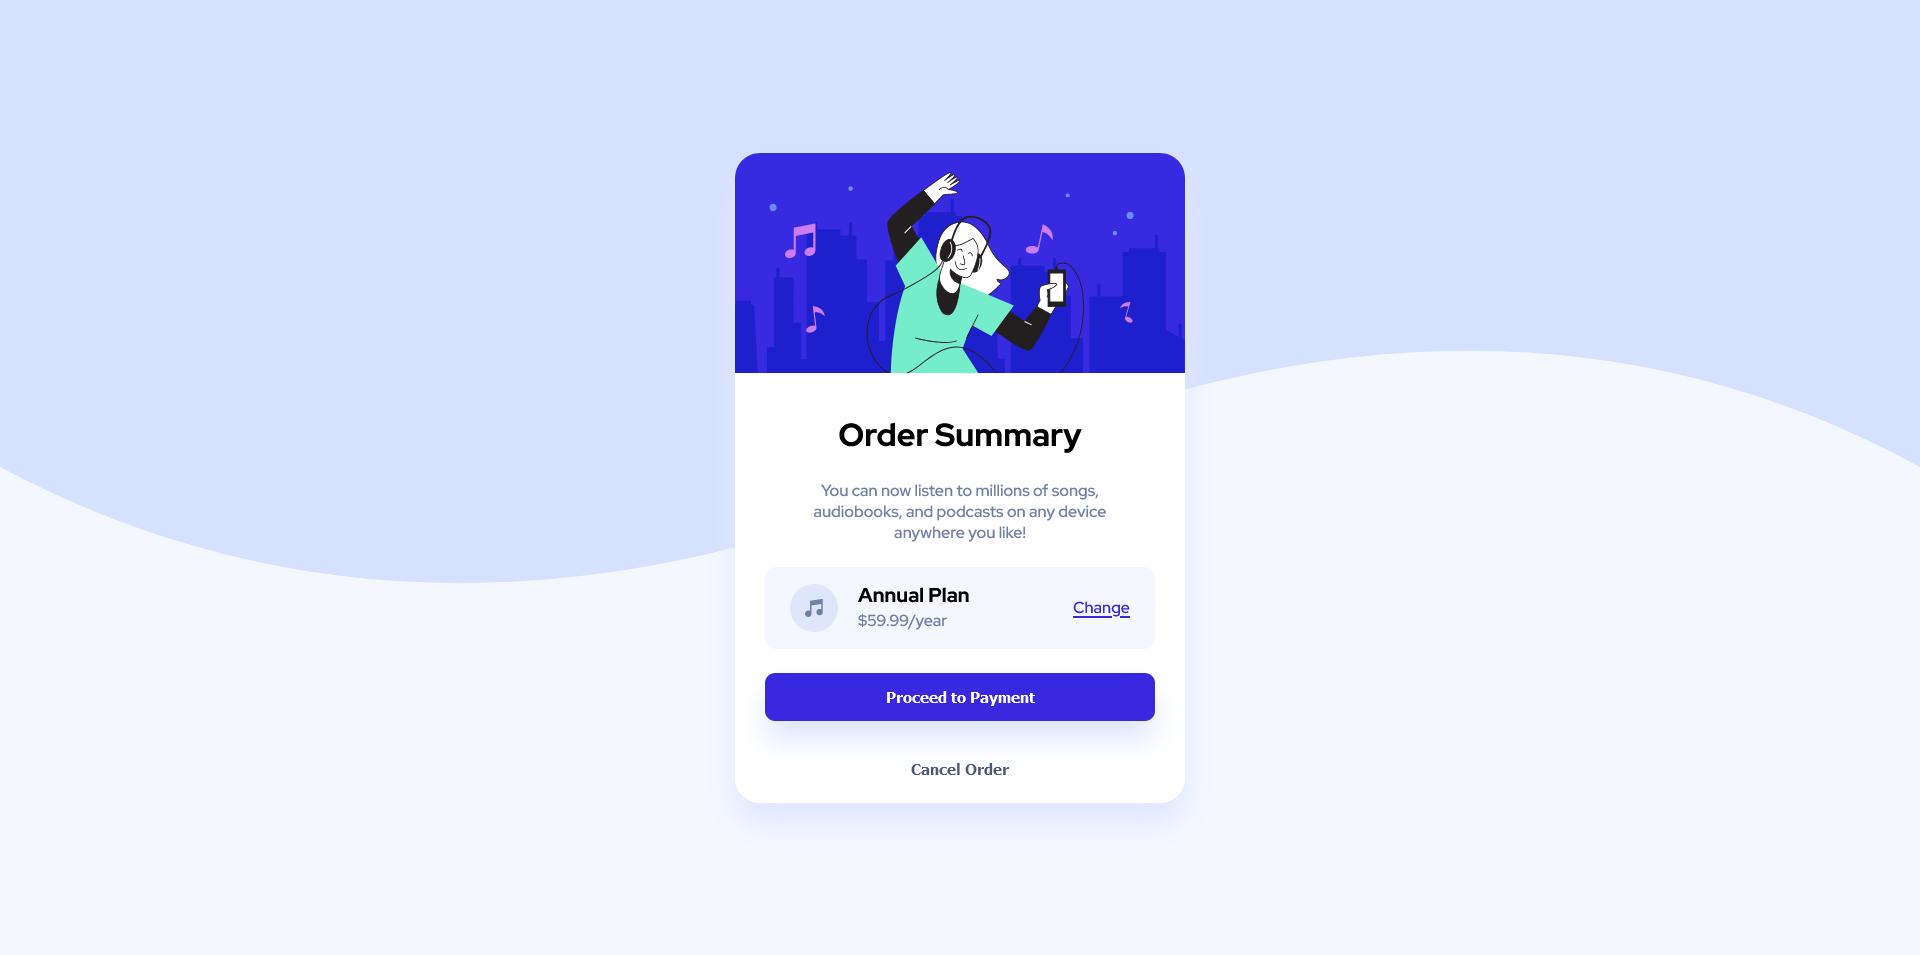 Order Summary
You can now listen to millions of songs,
audiobooks, and podcasts on any device
anywhere you like!
Annual Plan
$59.99/year
Change
Proceed to Payment
Cancel Order